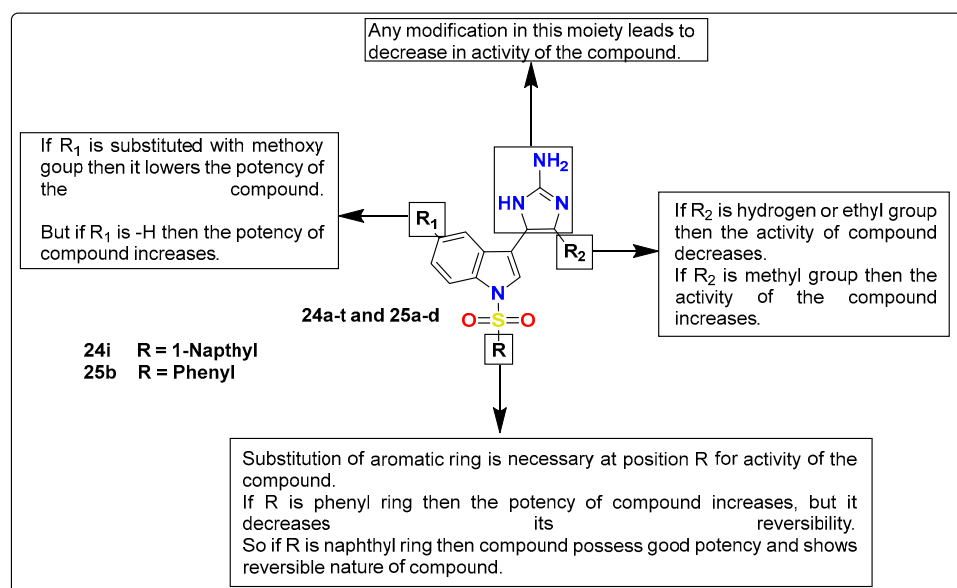 Any modification in this moiety leads to
decrease in activity of the compound.
If R₁ is substituted with methoxy
goup then it lowers the potency of
the compound.
But if R₁ is -H then the potency of
compound increases.
NH₂
HN N
R₁
R₂
If R₂ is hydrogen or ethyl group
then the activity of compound
decreases.
If R₂ is methyl group then the
activity of the compound
increases.
N
24a-t and 25a-d
O=S=O
R
24i R = 1-Napthyl
25b R = Phenyl
Substitution of aromatic ring is necessary at position R for activity of the
compound.
If R is phenyl ring then the potency of compound increases, but it
decreases its reversibility.
So if R is naphthyl ring then compound possess good potency and shows
reversible nature of compound.